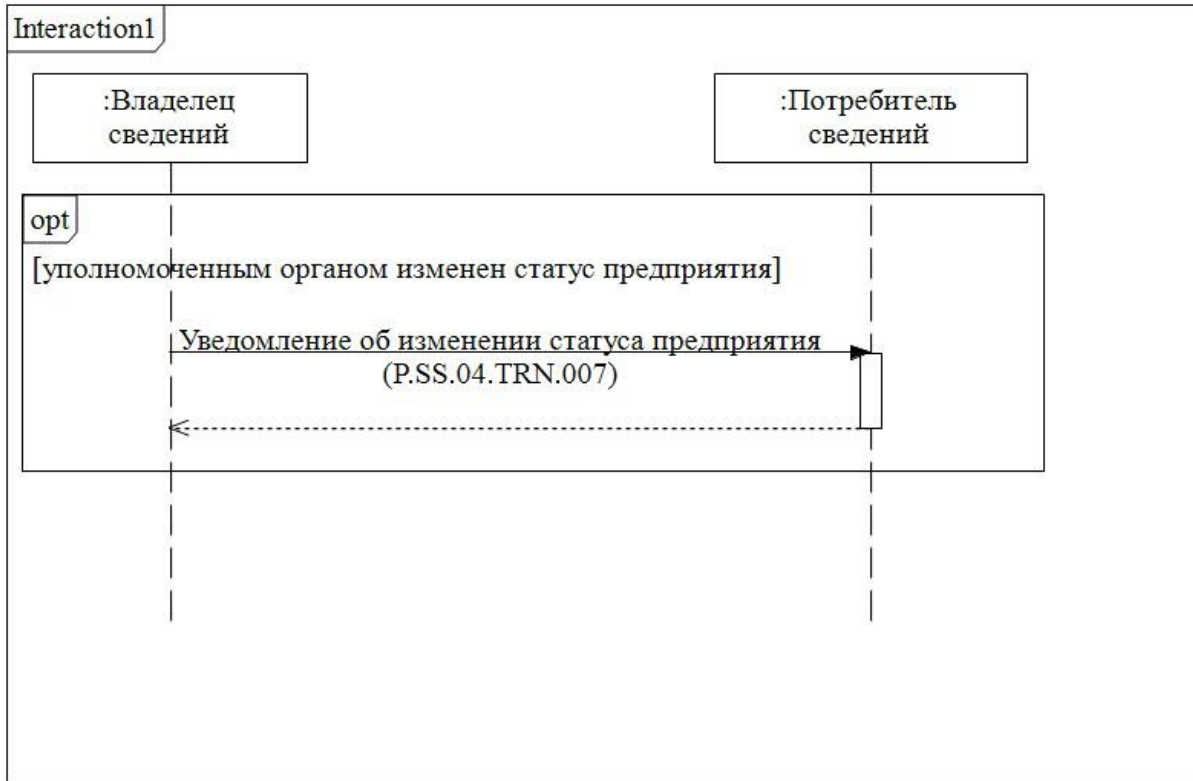 Interaction1
:Владелец
сведений
:Потребитель
сведений
opt
[уполномоченным органом изменен статус предприятия]
Уведомление об изменении статуса предприятия
(P.SS.04.TRN.007)